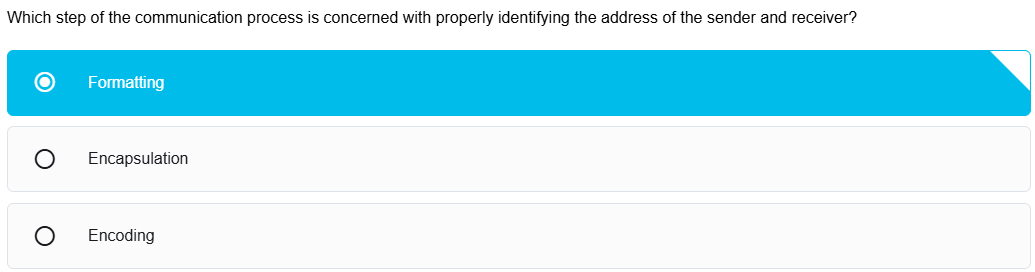 Which step of the communication process is concerned with properly identifying the address of the sender and receiver?
Formatting
Encapsulation
Encoding